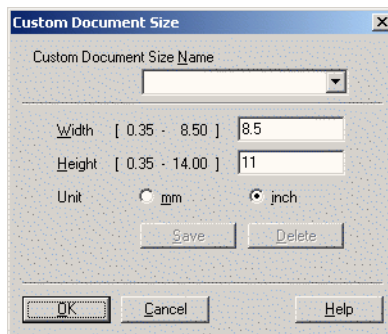 Custom Document Size
Custom Document Size Name
Width [ 0.35 - 8.50 ] 8.5
Height [ 0.35 - 14.00 ] 11
Unit mm inch
Save Delete
OK Cancel Help